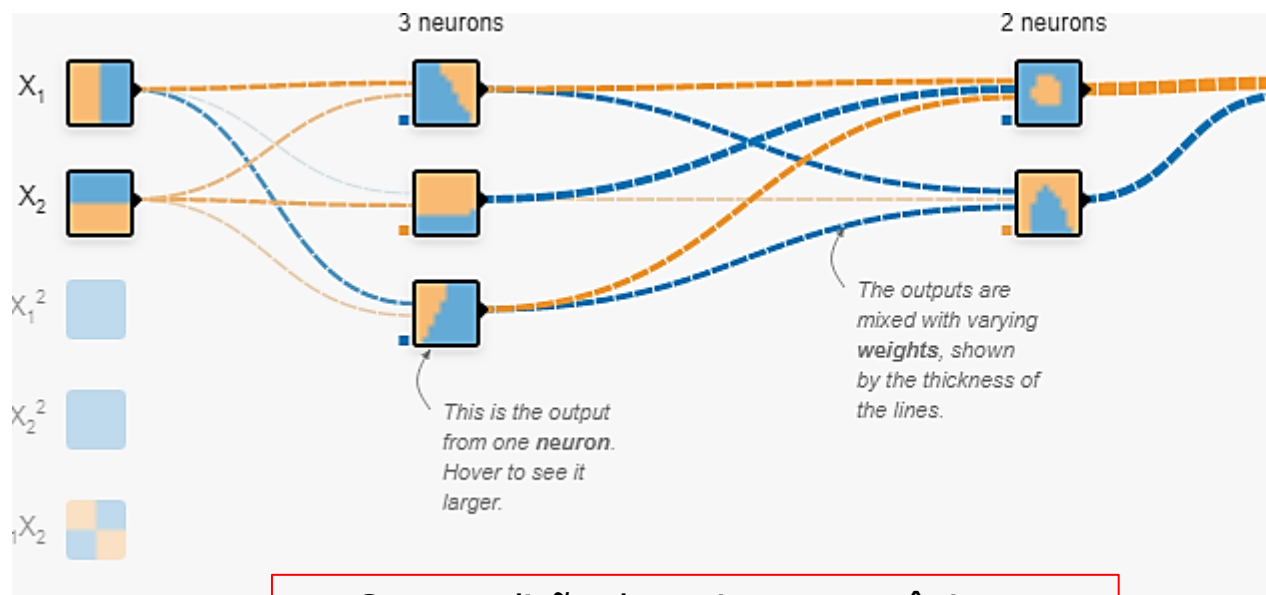 3 neurons
2 neurons
X₁
X₂
X₁²
X₂²
₁X₂
This is the output
from one neuron.
Hover to see it
larger.
The outputs are
mixed with varying
weights, shown
by the thickness of
the lines.